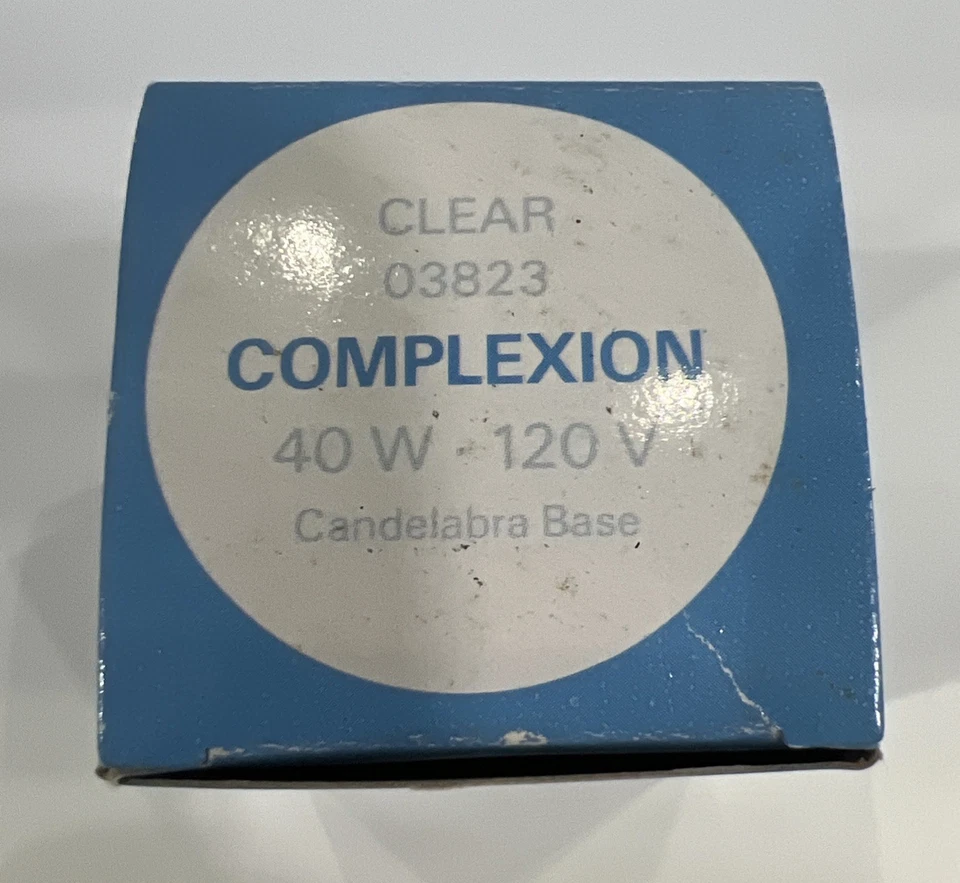 CLEAR
03823
COMPLEXION
40 W - 120 V
Candelabra Base